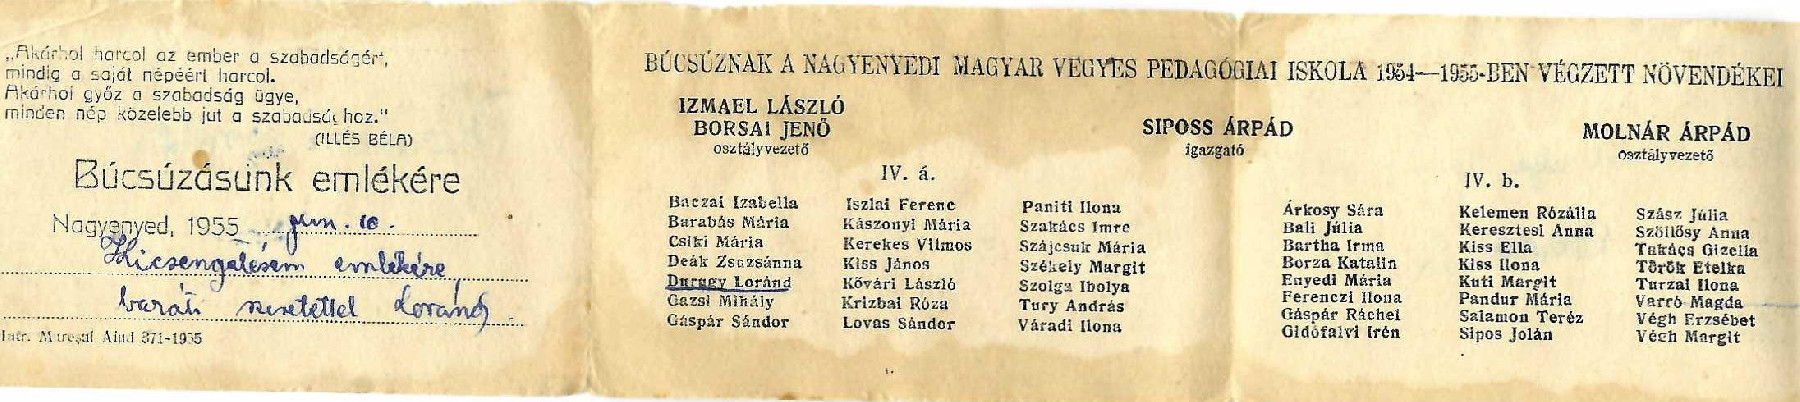 „Akárhol harcol az ember a szabadságért,
mindig a saját népéért harcol.
Akárhol győz a szabadság ügye,
minden nép közelebb jut a szabadsághoz."
(ILLÉS BÉLA)
Búcsúzásunk emlékére
Nagyenyed, 1955 jun. 10.
Kicsengetésem emlékére
baráti szeretettel Loránd
Intr. Mureșul Aiud 371-1955
BÚCSÚZNAK A NAGYENYEDI MAGYAR VEGYES PEDAGÓGIAI ISKOLA 1954—1955-BEN VÉGZETT NÖVENDÉKEI
IZMAEL LÁSZLÓ
BORSAI JENŐ
osztályvezető
SIPOSS ÁRPÁD
igazgató
MOLNÁR ÁRPÁD
osztályvezető
IV. á.
Baczai Izabella
Barabás Mária
Csiki Mária
Deák Zsuzsánna
Duruay Loránd
Gazsi Mihály
Gáspár Sándor
Iszlai Ferenc
Kászonyi Mária
Kerekes Vilmos
Kiss János
Kővári László
Krizbai Róza
Lovas Sándor
Paniti Ilona
Szakács Imre
Szájcsuk Mária
Székely Margit
Szolga Ibolya
Tury András
Váradi Ilona
IV. b.
Árkosy Sára
Bali Júlia
Bartha Irma
Borza Katalin
Enyedi Mária
Ferenczi Ilona
Gáspár Ráchel
Gidófalvi Irén
Kelemen Rózália
Keresztesi Anna
Kiss Ella
Kiss Ilona
Kuti Margit
Pandur Mária
Salamon Teréz
Sipos Jolán
Szász Júlia
Szőllősy Anna
Takács Gizella
Török Etelka
Turzai Ilona
Varró Magda
Végh Erzsébet
Végh Margit